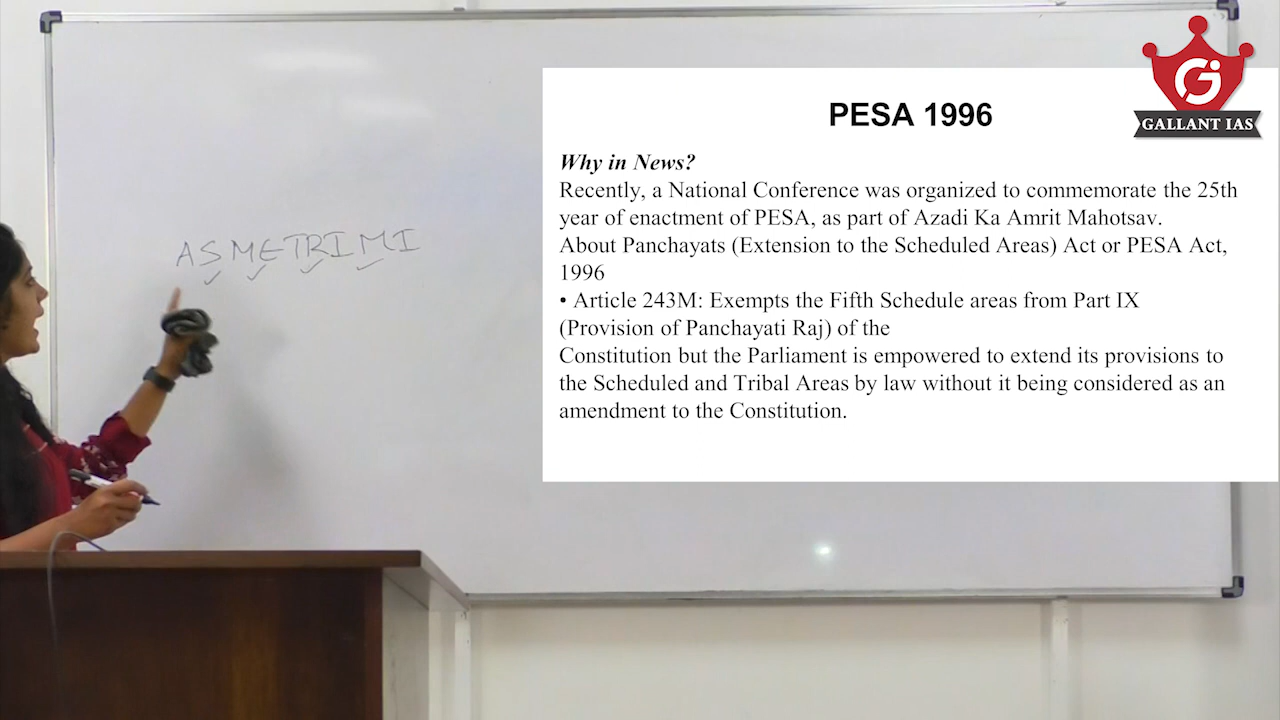 ASMETRIMI
GALLANT IAS
PESA 1996
Why in News?
Recently, a National Conference was organized to commemorate the 25th
year of enactment of PESA, as part of Azadi Ka Amrit Mahotsav.
About Panchayats (Extension to the Scheduled Areas) Act or PESA Act,
1996
• Article 243M: Exempts the Fifth Schedule areas from Part IX
(Provision of Panchayati Raj) of the
Constitution but the Parliament is empowered to extend its provisions to
the Scheduled and Tribal Areas by law without it being considered as an
amendment to the Constitution.